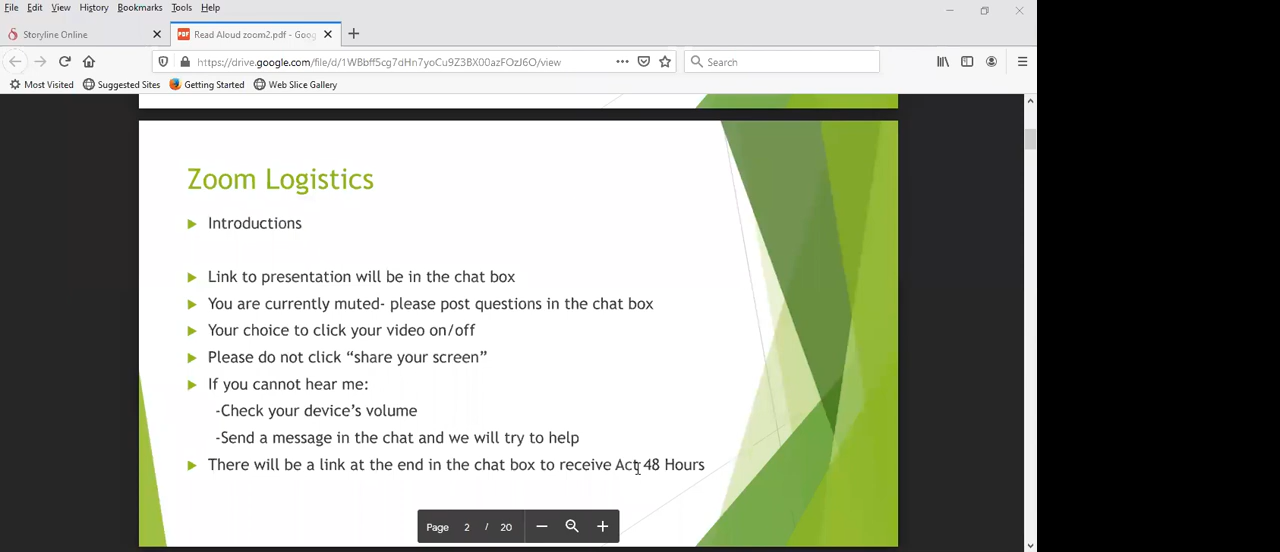 File Edit View History Bookmarks Tools Help
Storyline Online
PDF Read Aloud zoom2.pdf - Goog
https://drive.google.com/file/d/1WBbff5cg7dHn7yoCu9Z3BX00azFOzJ6O/view
Search
Most Visited Suggested Sites Getting Started Web Slice Gallery
Zoom Logistics
Introductions
Link to presentation will be in the chat box
You are currently muted- please post questions in the chat box
Your choice to click your video on/off
Please do not click “share your screen”
If you cannot hear me:
-Check your device’s volume
-Send a message in the chat and we will try to help
There will be a link at the end in the chat box to receive Act 48 Hours
Page 2 / 20